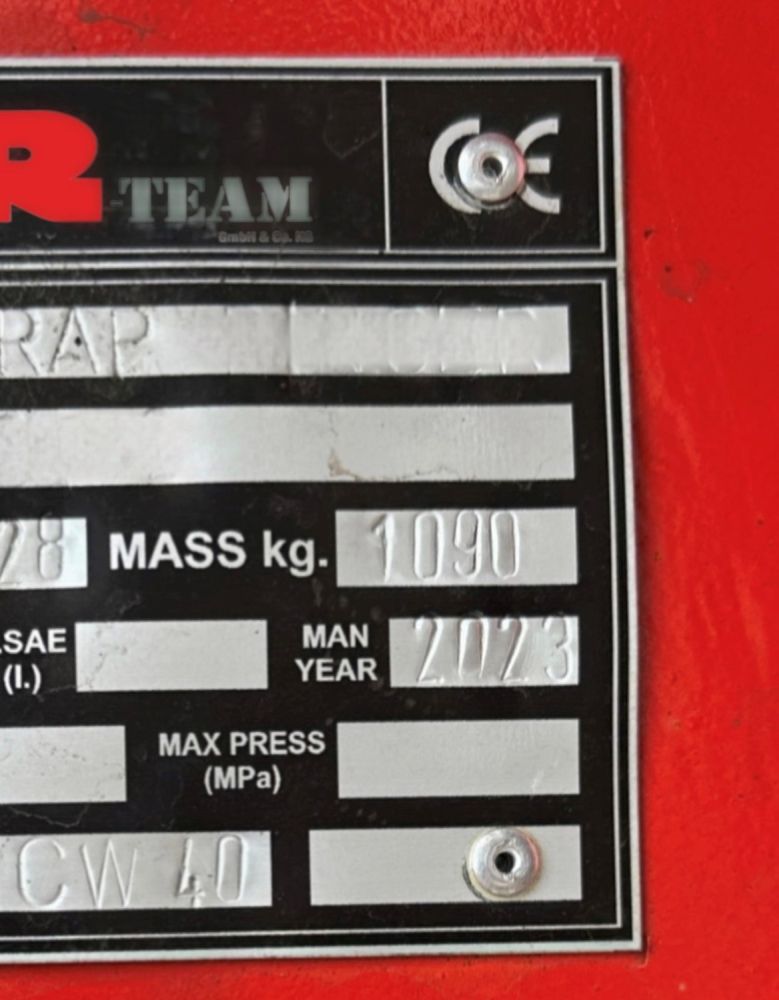 R-TEAM CE
GmbH & Co. KG
RAP
28 MASS kg. 1090
.SAE MAN 2023
(l.) YEAR
MAX PRESS
(MPa)
CW 40